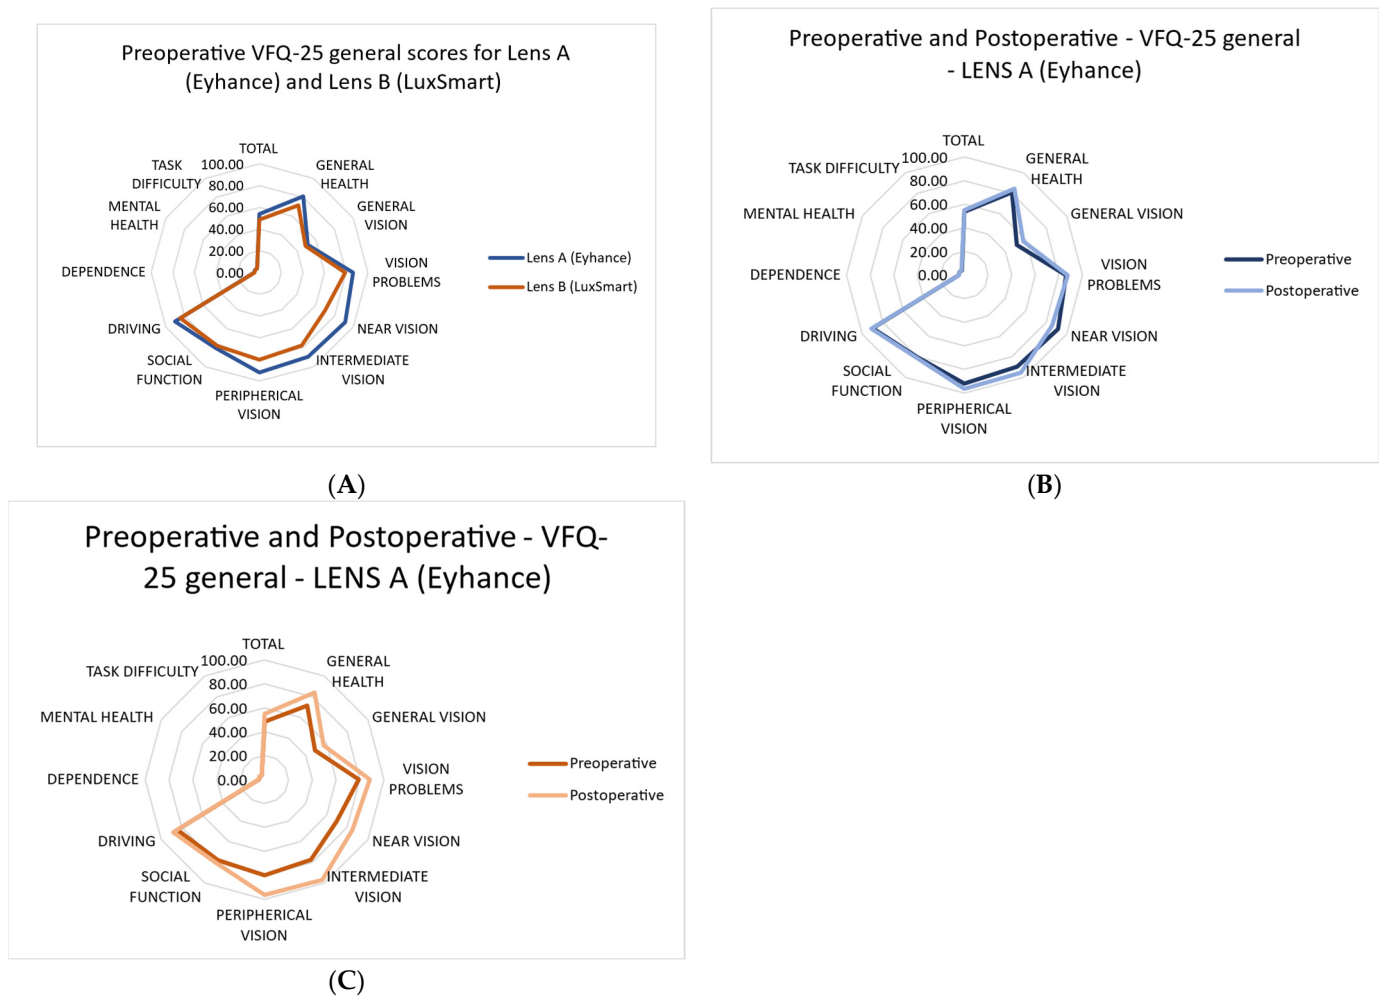 Preoperative VFQ-25 general scores for Lens A
(Eyhance) and Lens B (LuxSmart)
TOTAL
100.00
80.00
60.00
40.00
20.00
0.00
GENERAL
HEALTH
GENERAL
VISION
VISION
PROBLEMS
NEAR VISION
INTERMEDIATE
VISION
PERIPHERICAL
VISION
SOCIAL
FUNCTION
DRIVING
DEPENDENCE
MENTAL
HEALTH
TASK
DIFFICULTY
Lens A (Eyhance)
Lens B (LuxSmart)
(A)
Preoperative and Postoperative - VFQ-25 general
- LENS A (Eyhance)
TOTAL
100.00
80.00
60.00
40.00
20.00
0.00
GENERAL
HEALTH
GENERAL VISION
VISION
PROBLEMS
NEAR VISION
INTERMEDIATE
VISION
PERIPHERICAL
VISION
SOCIAL
FUNCTION
DRIVING
DEPENDENCE
MENTAL HEALTH
TASK DIFFICULTY
Preoperative
Postoperative
(B)
Preoperative and Postoperative - VFQ-
25 general - LENS A (Eyhance)
TOTAL
100.00
80.00
60.00
40.00
20.00
0.00
GENERAL
HEALTH
GENERAL VISION
VISION
PROBLEMS
NEAR VISION
INTERMEDIATE
VISION
PERIPHERICAL
VISION
SOCIAL
FUNCTION
DRIVING
DEPENDENCE
MENTAL HEALTH
TASK DIFFICULTY
Preoperative
Postoperative
(C)